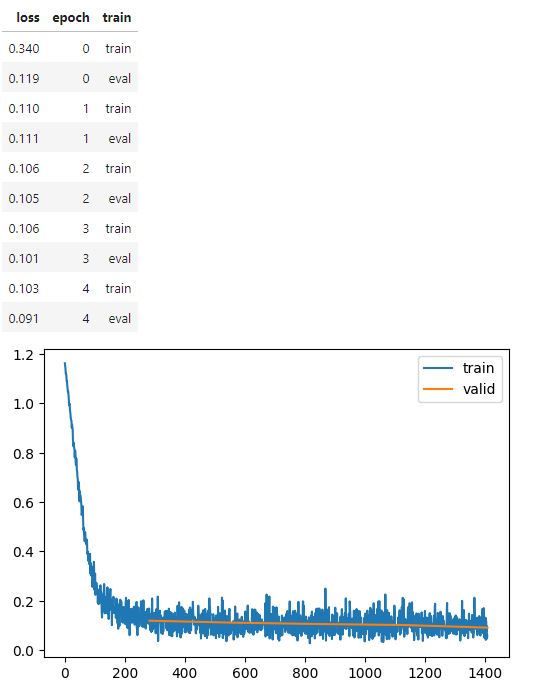 loss epoch train
0.340 0 train
0.119 0 eval
0.110 1 train
0.111 1 eval
0.106 2 train
0.105 2 eval
0.106 3 train
0.101 3 eval
0.103 4 train
0.091 4 eval
1.2
train
valid
1.0
0.8
0.6
0.4
0.2
0.0
0 200 400 600 800 1000 1200 1400